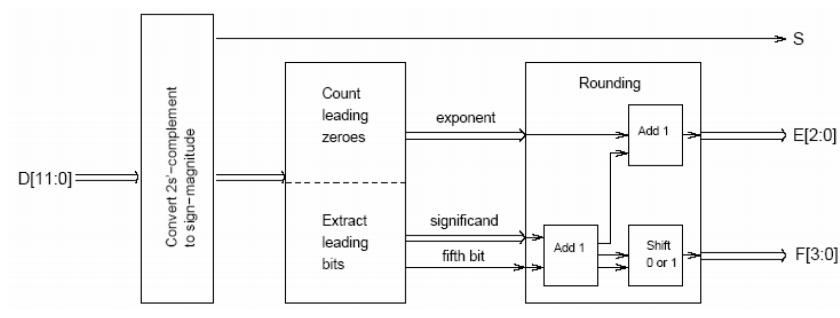 D[11:0]
Convert 2s'-complement
to sign-magnitude
Count
leading
zeroes
Extract
leading
bits
exponent
significand
fifth bit
Rounding
Add 1
Add 1
Shift
0 or 1
S
E[2:0]
F[3:0]